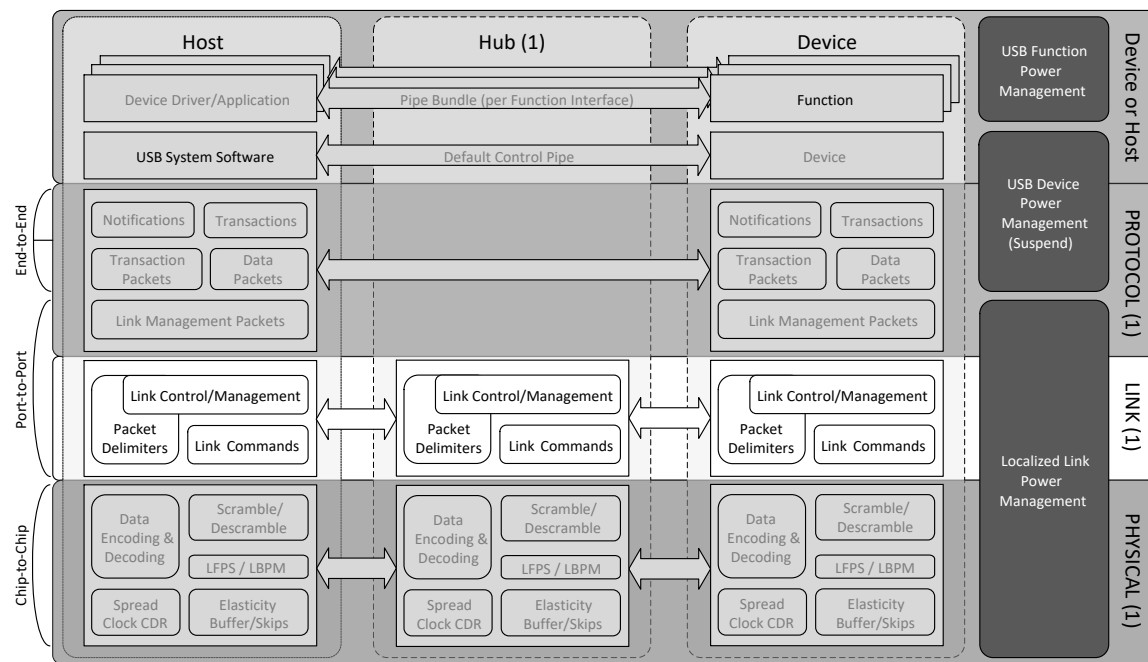 Host
Hub (1)
Device
Device Driver/Application
Pipe Bundle (per Function Interface)
Function
USB System Software
Default Control Pipe
Device
USB Function
Power
Management
Device or Host
End-to-End
Notifications
Transactions
Transaction
Packets
Data
Packets
Link Management Packets
Notifications
Transactions
Transaction
Packets
Data
Packets
Link Management Packets
USB Device
Power
Management
(Suspend)
PROTOCOL (1)
Port-to-Port
Link Control/Management
Packet
Delimiters
Link Commands
Link Control/Management
Packet
Delimiters
Link Commands
Link Control/Management
Packet
Delimiters
Link Commands
LINK (1)
Localized Link
Power
Management
Chip-to-Chip
Data
Encoding &
Decoding
Scramble/
Descramble
LFPS / LBPM
Spread
Clock CDR
Elasticity
Buffer/Skips
Data
Encoding &
Decoding
Scramble/
Descramble
LFPS / LBPM
Spread
Clock CDR
Elasticity
Buffer/Skips
Data
Encoding &
Decoding
Scramble/
Descramble
LFPS / LBPM
Spread
Clock CDR
Elasticity
Buffer/Skips
PHYSICAL (1)